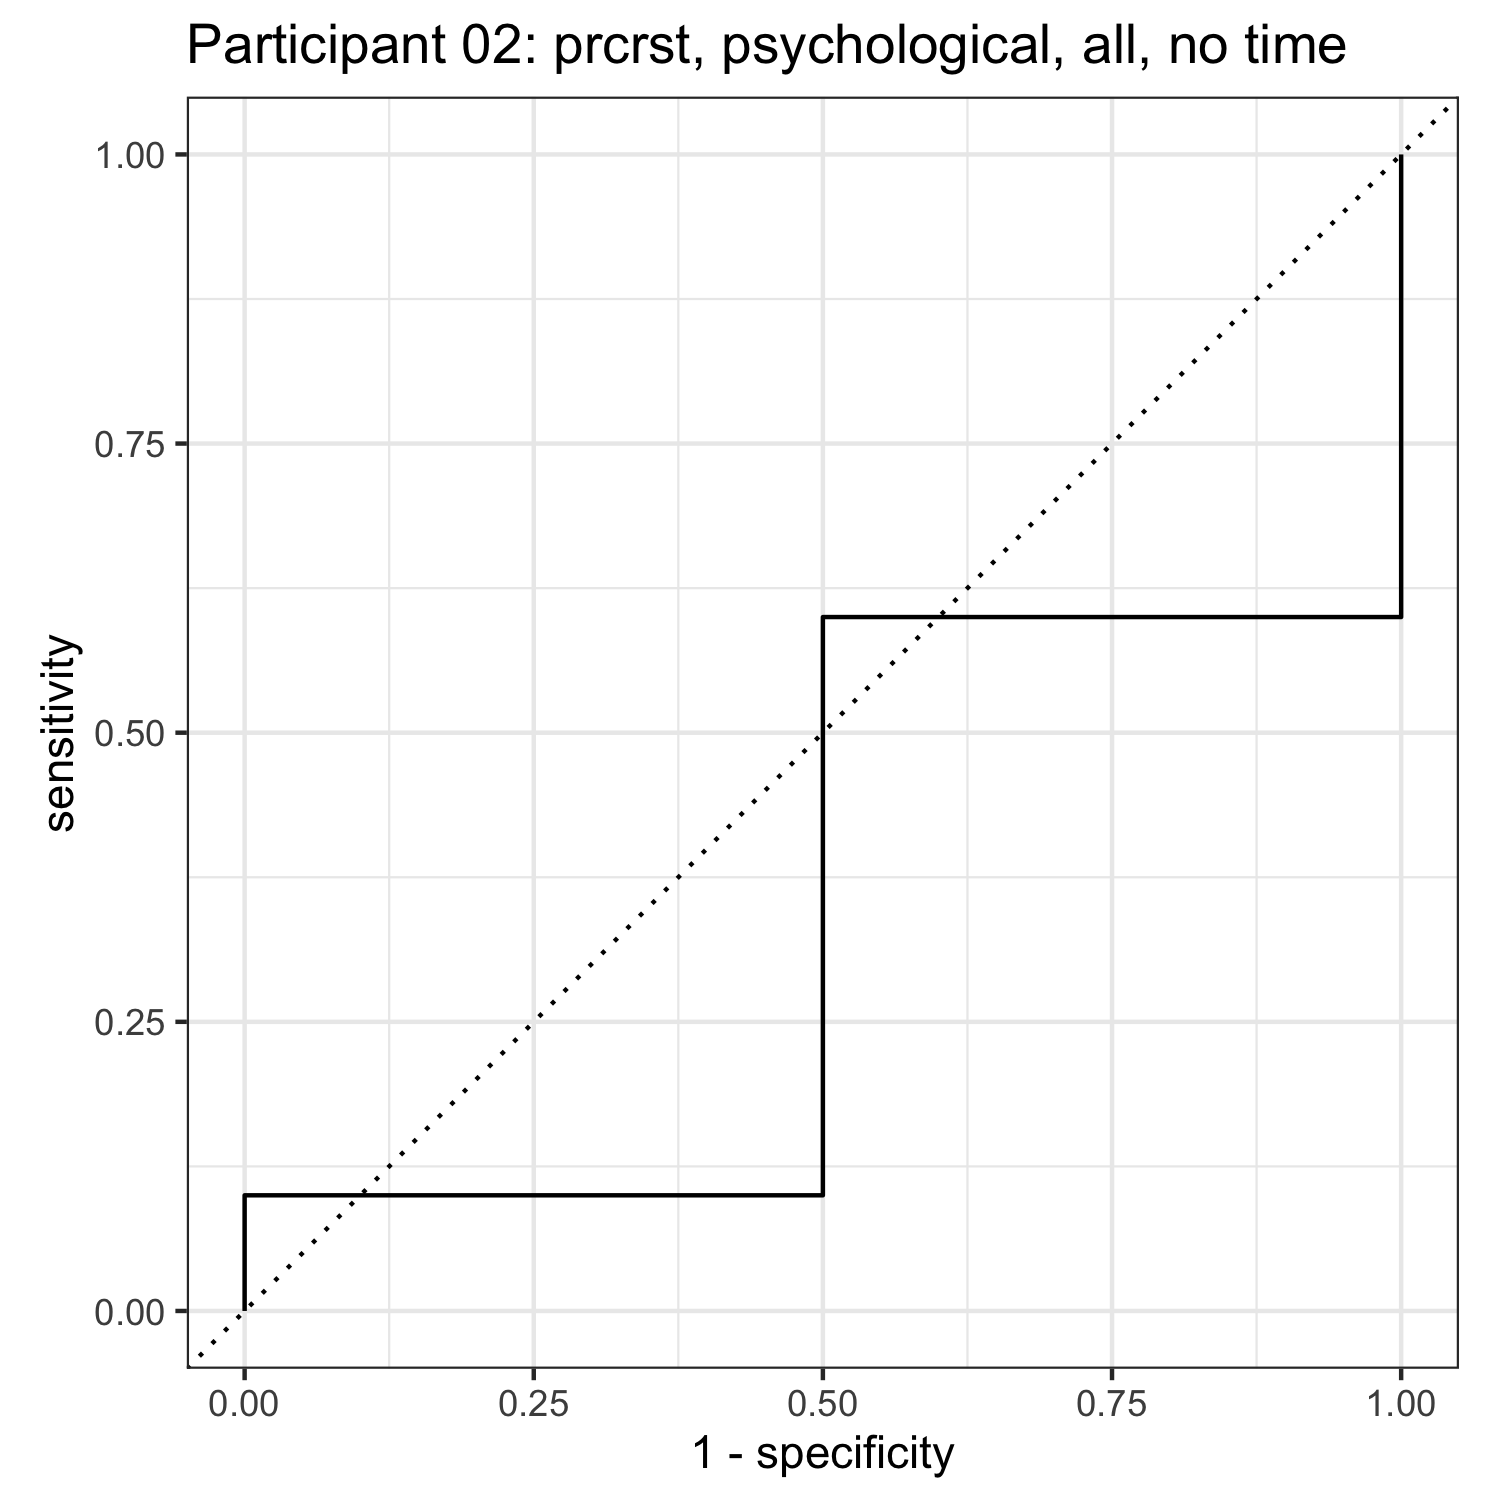 Participant 02: prcrst, psychological, all, no time
1.00
0.75
0.50
0.25
0.00
sensitivity
0.00 0.25 0.50 0.75 1.00
1 - specificity